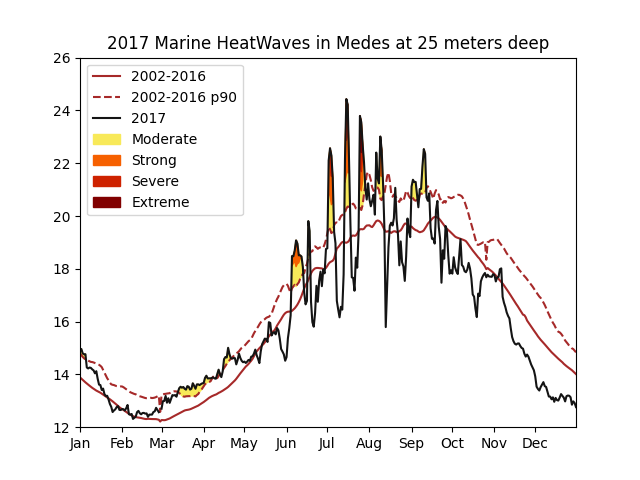 2017 Marine HeatWaves in Medes at 25 meters deep
26
24
22
20
18
16
14
12
2002-2016
2002-2016 p90
2017
Moderate
Strong
Severe
Extreme
Jan Feb Mar Apr May Jun Jul Aug Sep Oct Nov Dec